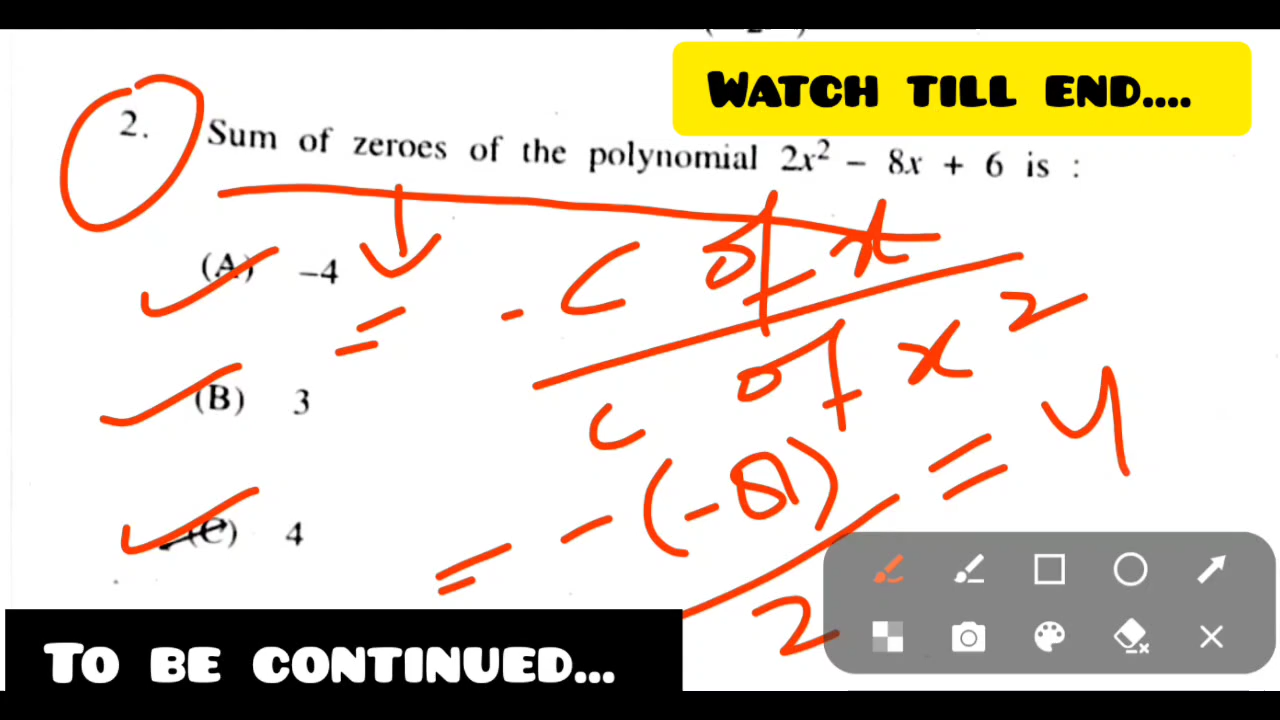 WATCH TILL END....
2. Sum of zeroes of the polynomial 2x² – 8x + 6 is :
(A) –4
= - C of x
C of x²
(B) 3
= - (-8)
2
= 4
(C) 4
TO BE CONTINUED...